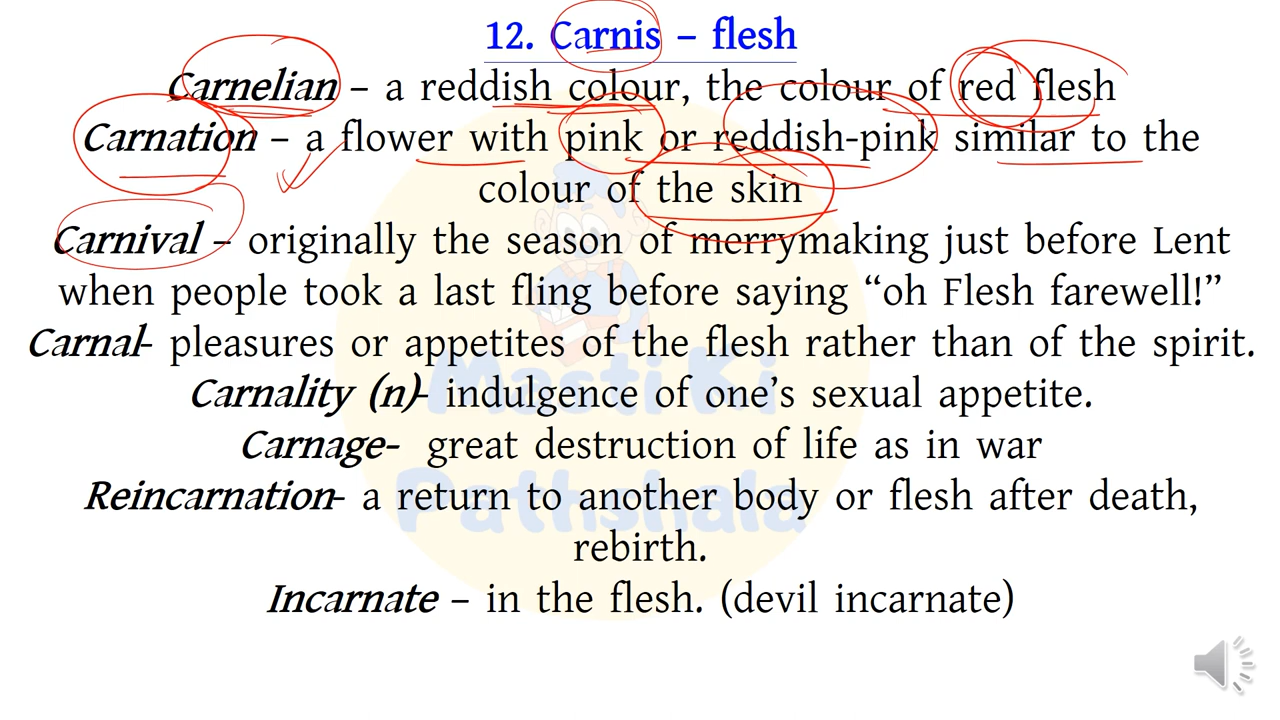 12. Carnis – flesh
Carnelian – a reddish colour, the colour of red flesh
Carnation – a flower with pink or reddish-pink similar to the
colour of the skin
Carnival – originally the season of merrymaking just before Lent
when people took a last fling before saying “oh Flesh farewell!”
Carnal- pleasures or appetites of the flesh rather than of the spirit.
Carnality (n)- indulgence of one’s sexual appetite.
Carnage- great destruction of life as in war
Reincarnation- a return to another body or flesh after death,
rebirth.
Incarnate – in the flesh. (devil incarnate)
Masti Ki
Pathshala